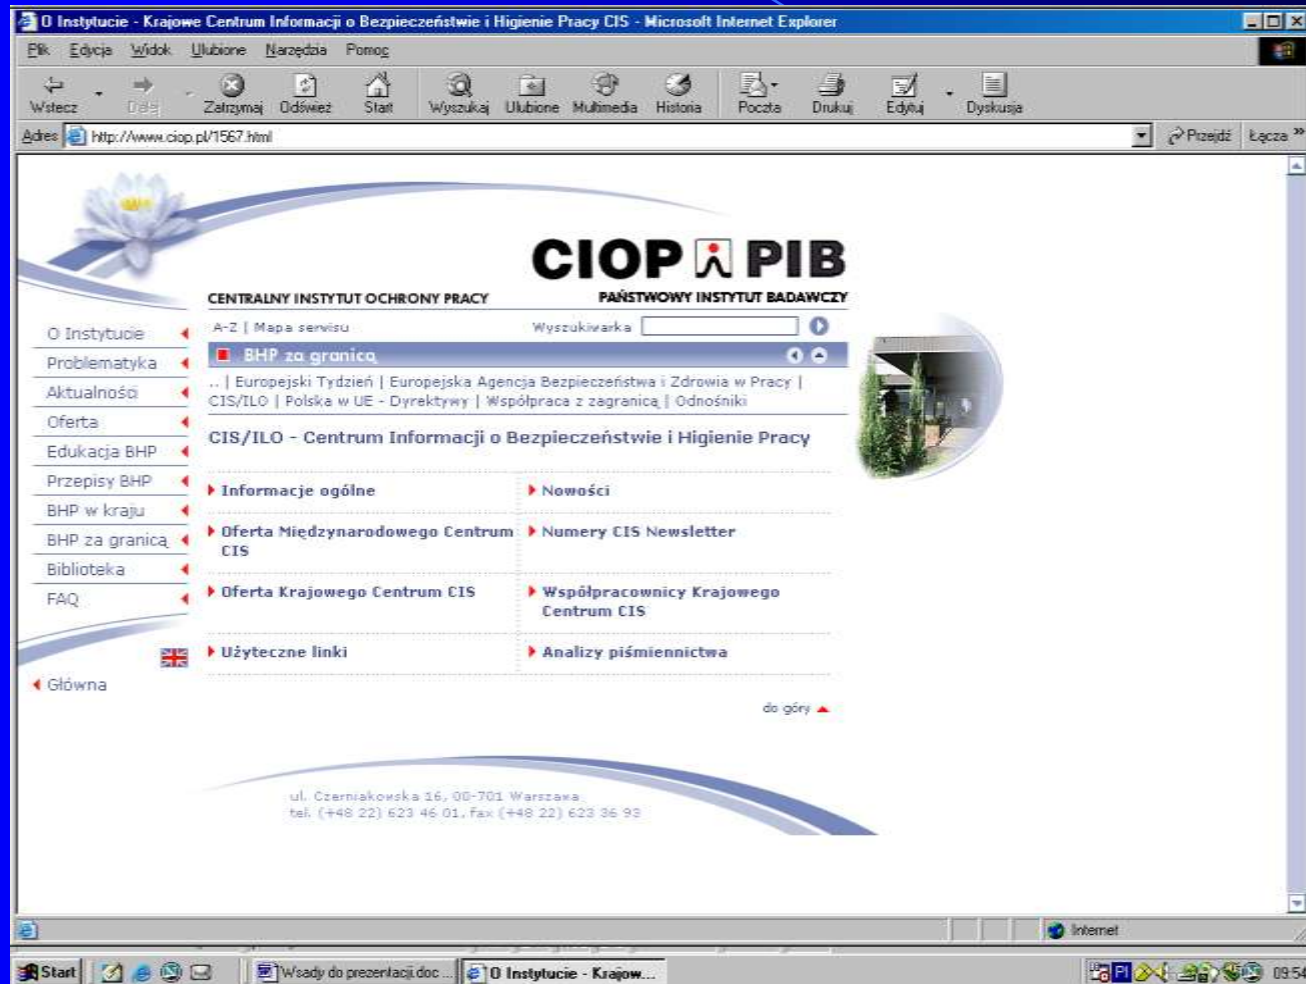 O Instytucie - Krajowe Centrum Informacji o Bezpieczeństwie i Higienie Pracy CIS - Microsoft Internet Explorer
Plik Edycja Widok Ulubione Narzędzia Pomoc
Wstecz Dalej Zatrzymaj Odśwież Start Wyszukaj Ulubione Multimedia Historia Poczta Drukuj Edytuj Dyskusja
Adres http://www.ciop.pl/1567.html Przejdź Łącza »
CIOP PIB
CENTRALNY INSTYTUT OCHRONY PRACY PAŃSTWOWY INSTYTUT BADAWCZY
A-Z | Mapa serwisu Wyszukiwarka
O Instytucie
Problematyka
Aktualności
Oferta
Edukacja BHP
Przepisy BHP
BHP w kraju
BHP za granicą
Biblioteka
FAQ
Główna
BHP za granicą
.. | Europejski Tydzień | Europejska Agencja Bezpieczeństwa i Zdrowia w Pracy |
CIS/ILO | Polska w UE - Dyrektywy | Współpraca z zagranicą | Odnośniki
CIS/ILO - Centrum Informacji o Bezpieczeństwie i Higienie Pracy
Informacje ogólne
Nowości
Oferta Międzynarodowego Centrum
CIS
Numery CIS Newsletter
Oferta Krajowego Centrum CIS
Współpracownicy Krajowego
Centrum CIS
Użyteczne linki
Analizy piśmiennictwa
do góry
ul. Czerniakowska 16, 00-701 Warszawa
tel. (+48 22) 623 46 01, fax (+48 22) 623 36 93
Internet
Start Wsady do prezentacji.doc ... O Instytucie - Krajow... Pl 09:54